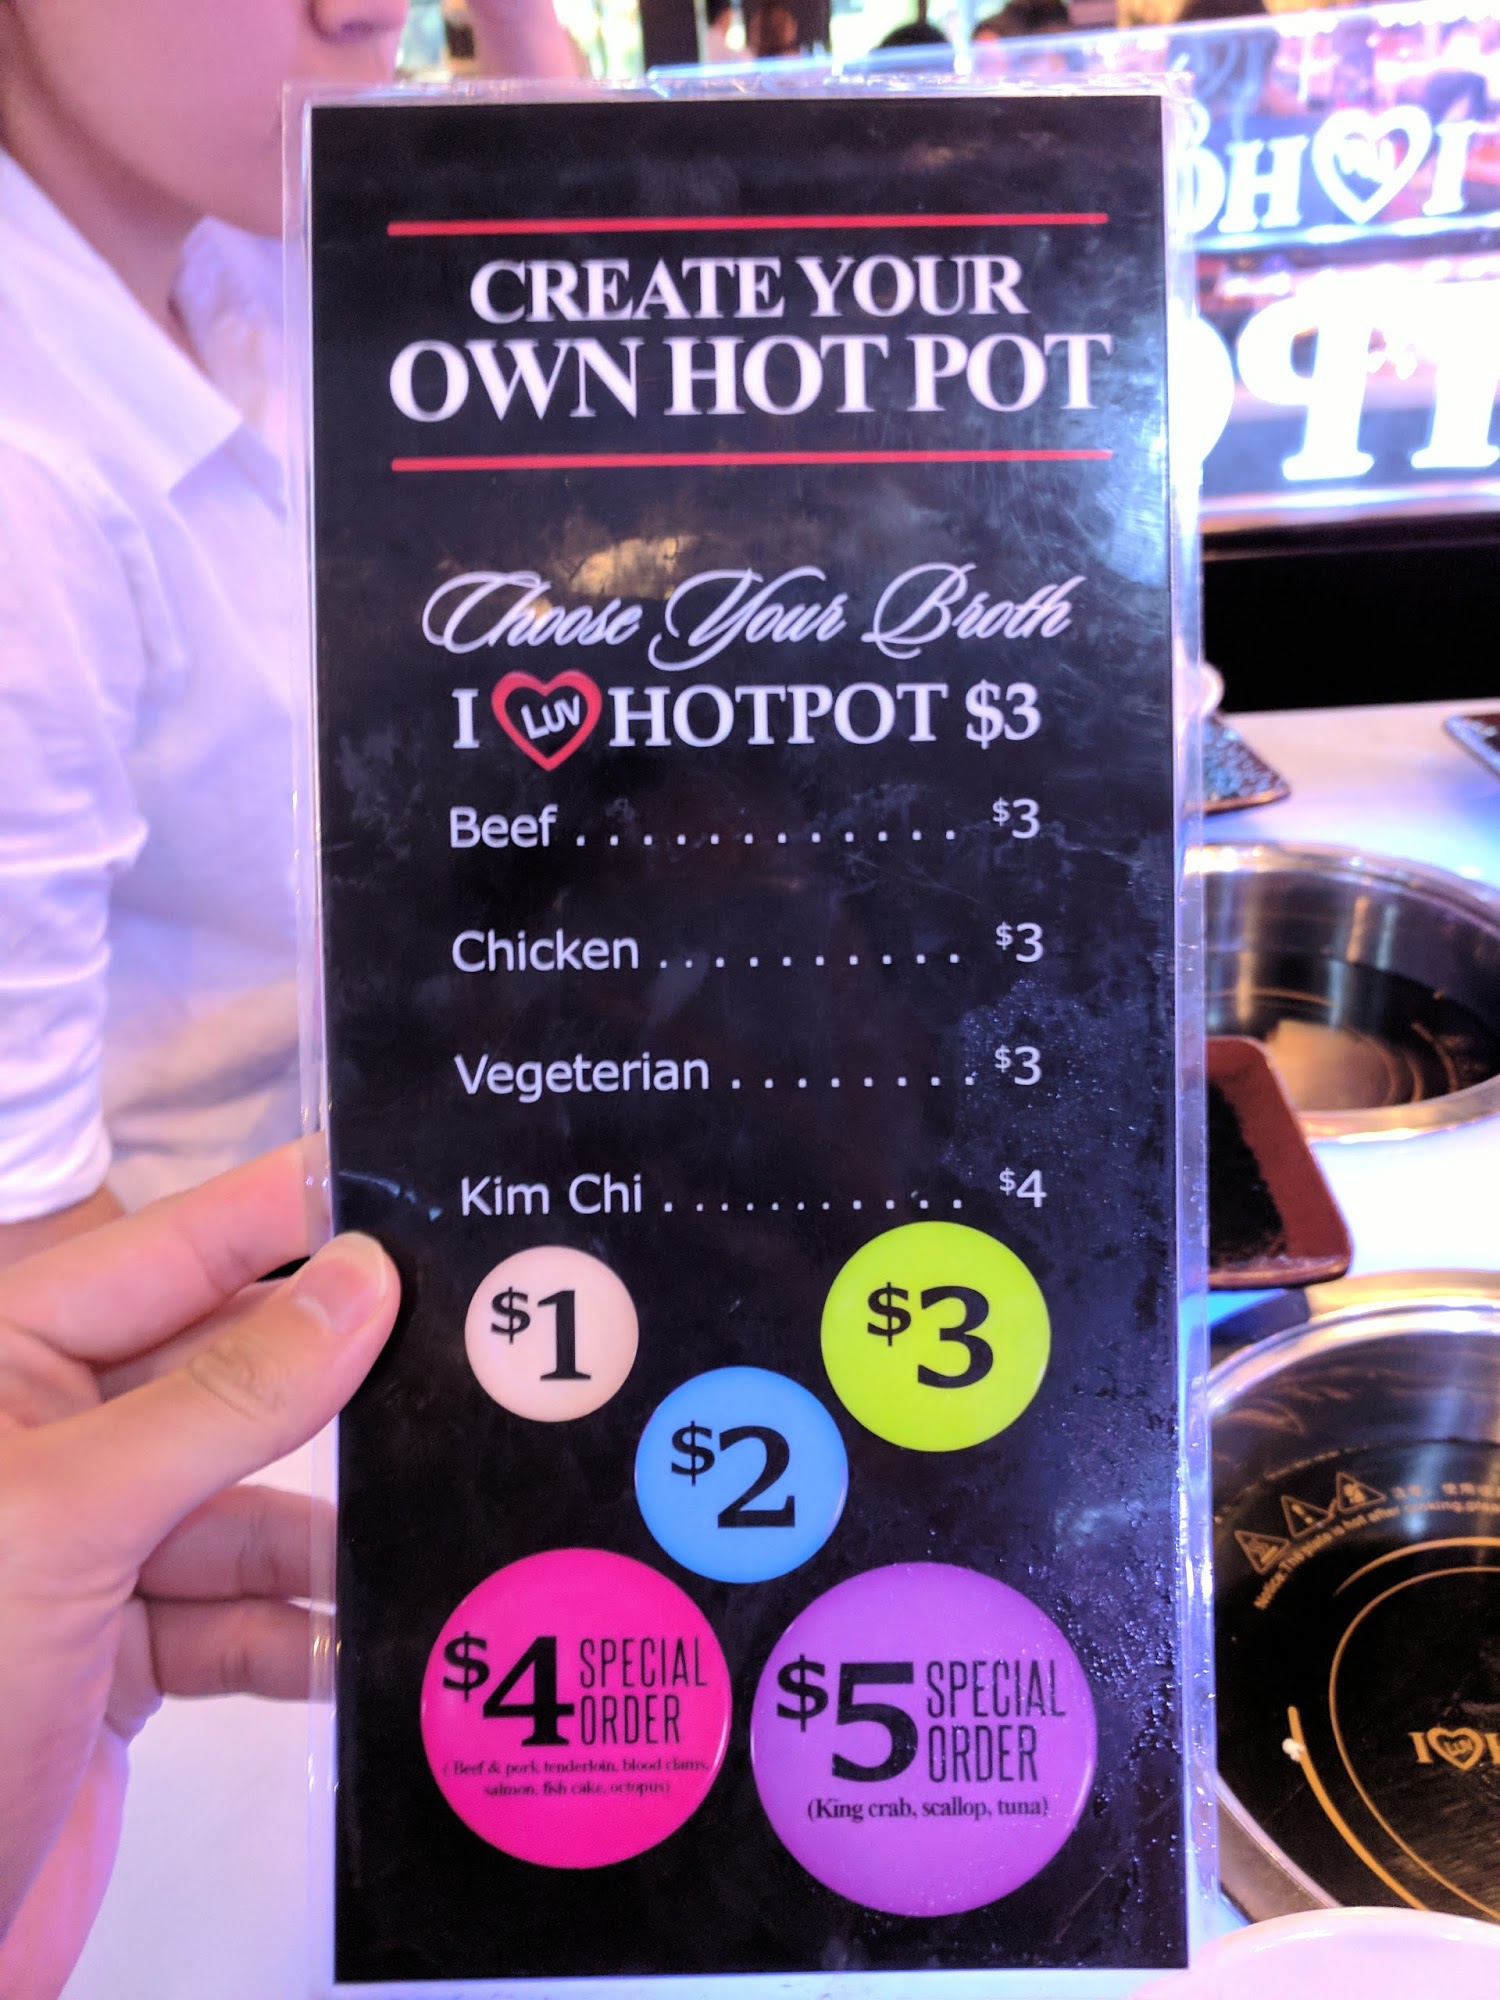 CREATE YOUR
OWN HOT POT
Choose Your Broth
I LUV HOTPOT $3
Beef . . . . . . . . . . . . $3
Chicken . . . . . . . . . . $3
Vegeterian . . . . . . . . $3
Kim Chi . . . . . . . . . . . $4
$1
$3
$2
$4 SPECIAL
ORDER
( Beef & pork tenderloin, blood clams,
salmon, fish cake, octopus)
$5 SPECIAL
ORDER
(King crab, scallop, tuna)
I LUV